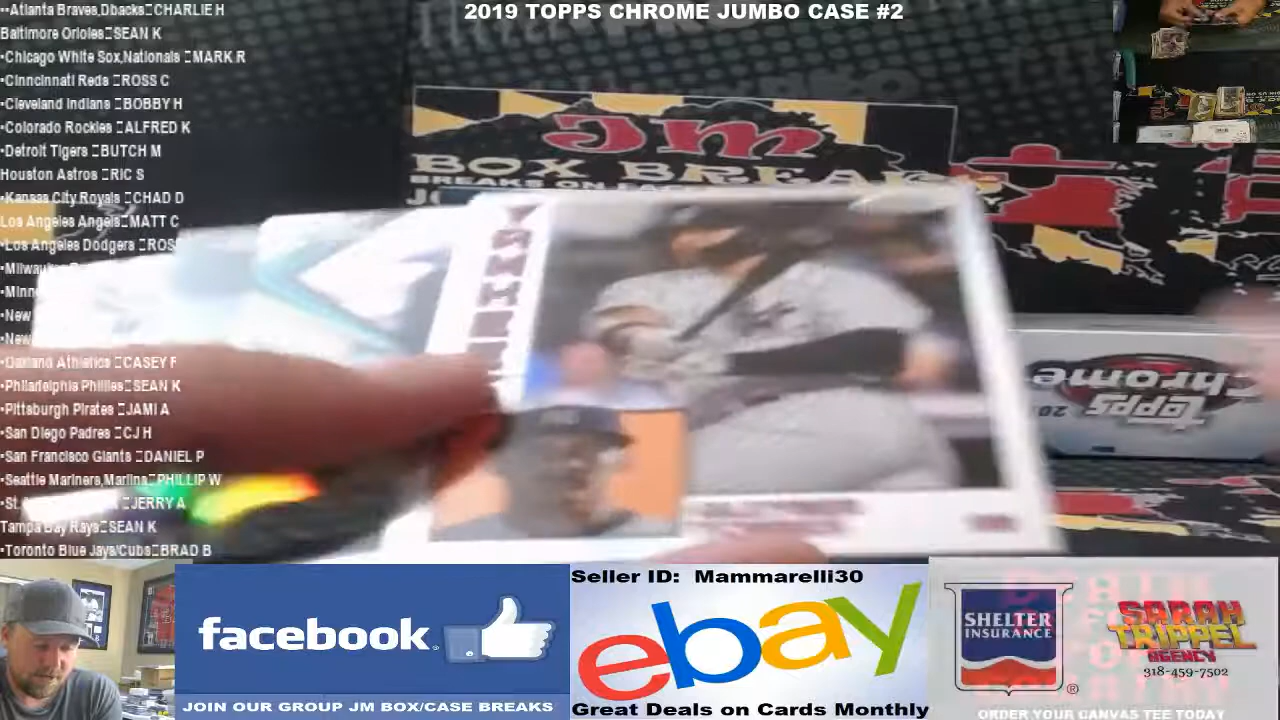 2019 TOPPS CHROME JUMBO CASE #2
••Atlanta Braves,Dbacks CHARLIE H
Baltimore Orioles SEAN K
•Chicago White Sox,Nationals MARK R
•Cinncinnati Reds ROSS C
•Cleveland Indians BOBBY H
•Colorado Rockies ALFRED K
•Detroit Tigers BUTCH M
Houston Astros RIC S
•Kansas City Royals CHAD D
Los Angeles Angels MATT C
•Los Angeles Dodgers ROSS
•Milwau
•Minn
•New
•New
•Oakland Athletics CASEY F
•Philadelphia Phillies SEAN K
•Pittsburgh Pirates JAMI A
•San Diego Padres CJ H
•San Francisco Giants DANIEL P
•Seattle Mariners,Marlins PHILLIP W
•St. JERRY A
Tampa Bay Rays SEAN K
•Toronto Blue Jays/Cubs BRAD B
JM
BOX BREAK
BREAKS ON
YANKEES
Topps
Chrome
facebook
JOIN OUR GROUP JM BOX/CASE BREAKS
Seller ID: Mammarelli30
ebay
Great Deals on Cards Monthly
SHELTER
INSURANCE
®
SARAH
TRIPPEL
AGENCY
318-459-7502
ORDER YOUR CANVAS TEE TODAY